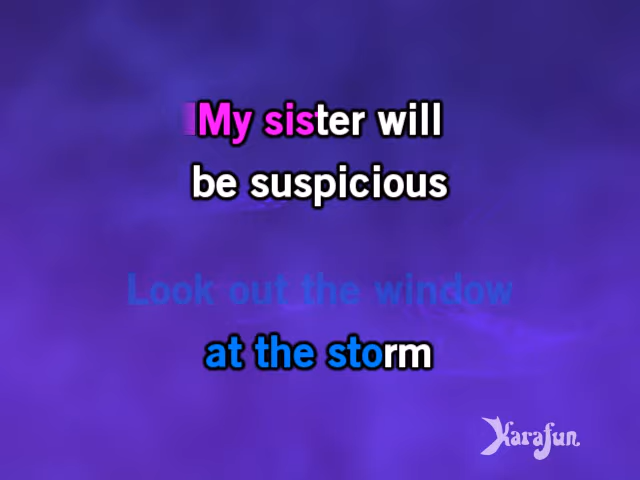 My sister will
be suspicious
Look out the window
at the storm
Karafun